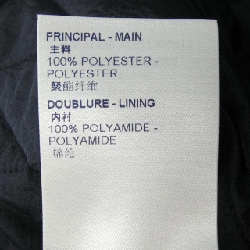 PRINCIPAL - MAIN
主料
100% POLYESTER -
POLYESTER
聚酯纤维
DOUBLURE - LINING
内衬
100% POLYAMIDE -
POLYAMIDE
锦纶